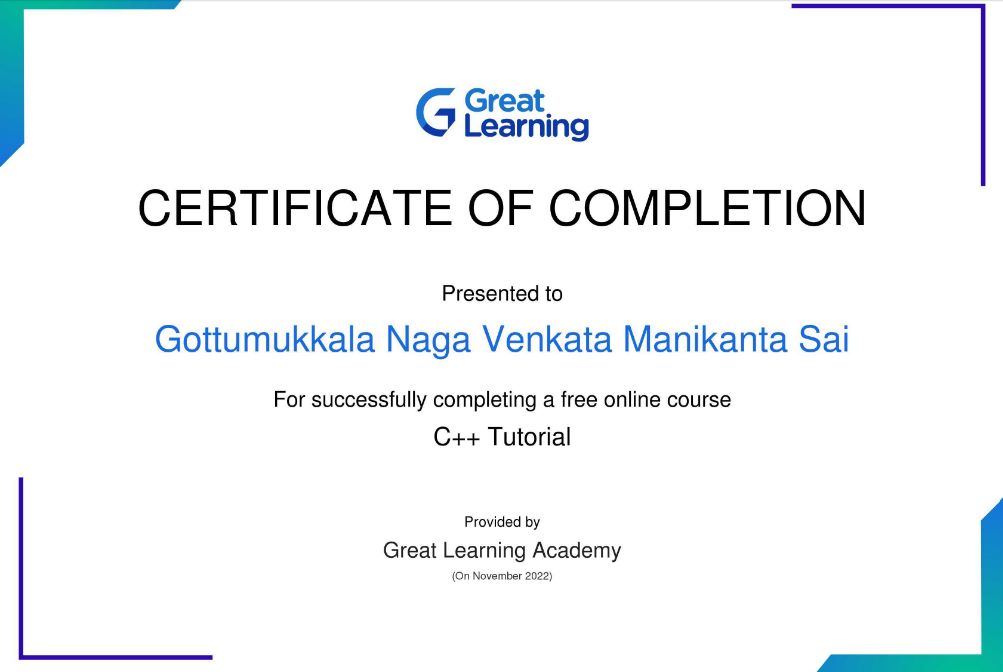 Great
Learning
CERTIFICATE OF COMPLETION
Presented to
Gottumukkala Naga Venkata Manikanta Sai
For successfully completing a free online course
C++ Tutorial
Provided by
Great Learning Academy
(On November 2022)